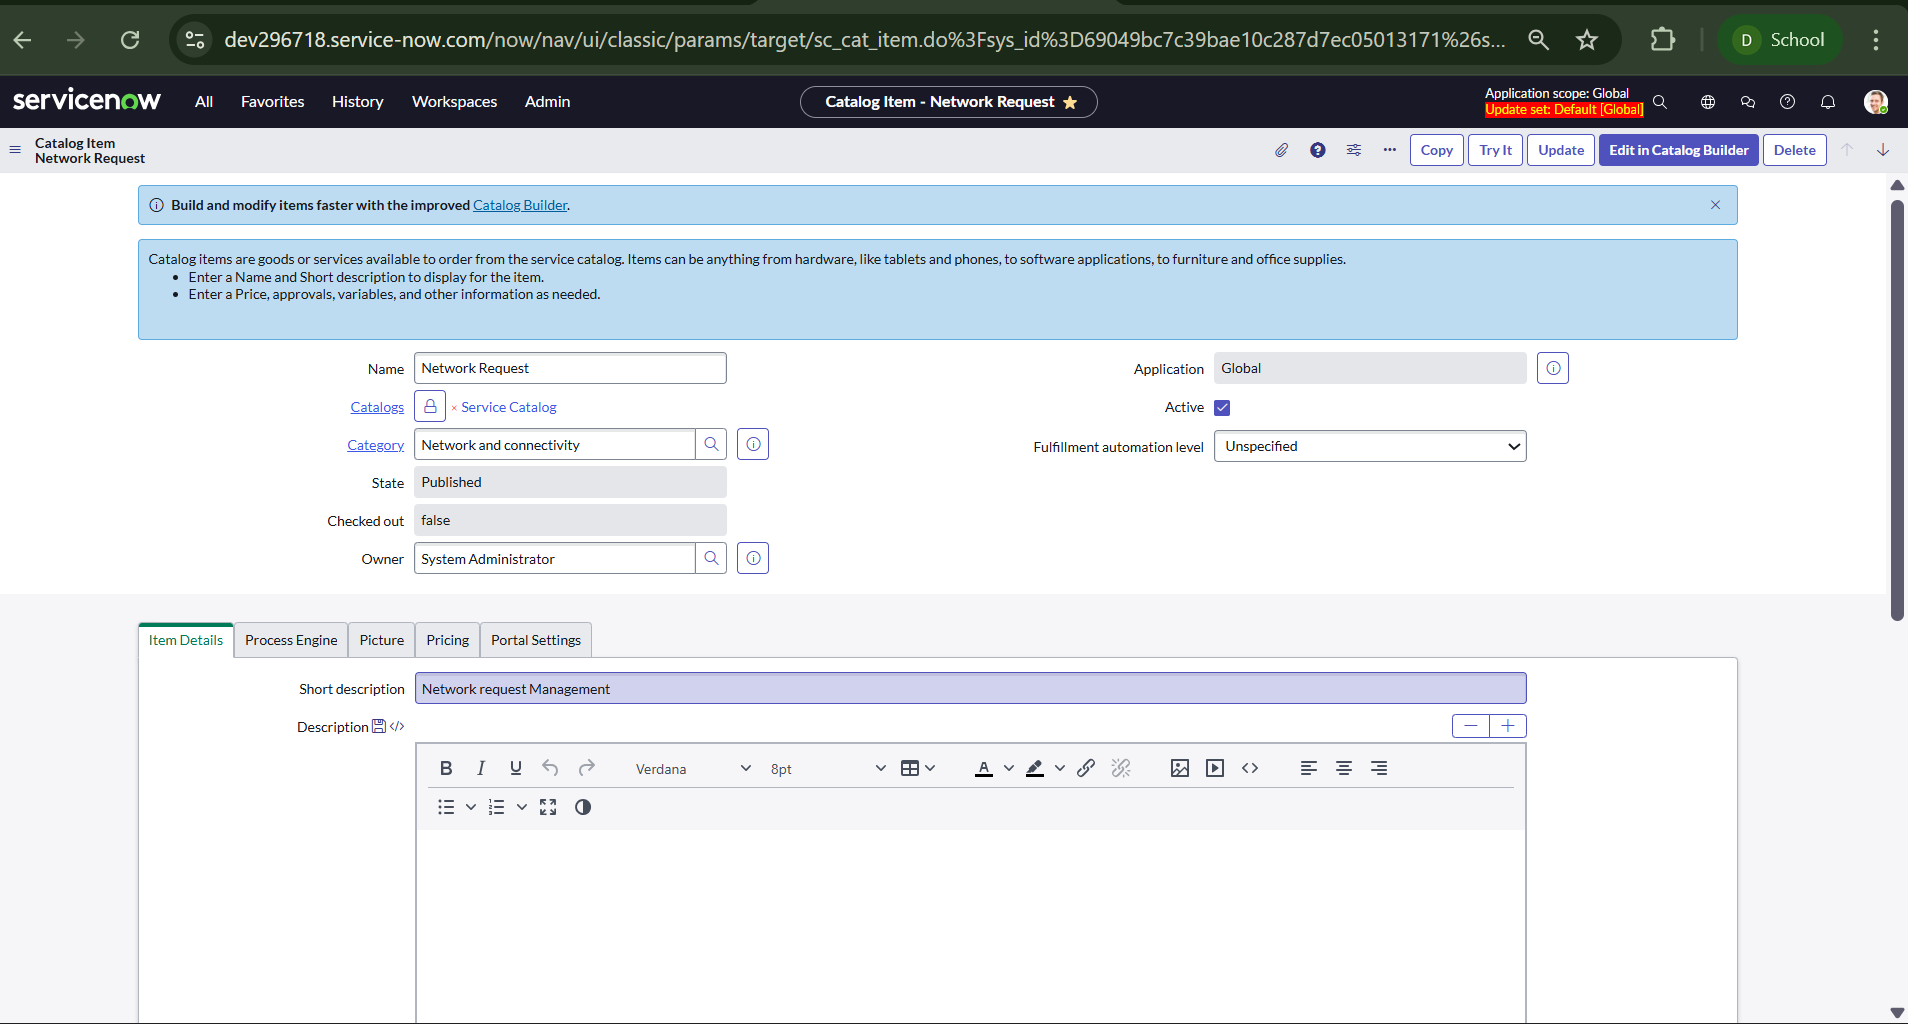 dev296718.service-now.com/now/nav/ui/classic/params/target/sc_cat_item.do%3Fsys_id%3D69049bc7c39bae10c287d7ec05013171%26s...
D School
servicenow
All Favorites History Workspaces Admin
Catalog Item - Network Request
Application scope: Global
Update set: Default [Global]
Catalog Item
Network Request
Copy Try It Update Edit in Catalog Builder Delete
Build and modify items faster with the improved Catalog Builder.
Catalog items are goods or services available to order from the service catalog. Items can be anything from hardware, like tablets and phones, to software applications, to furniture and office supplies.
• Enter a Name and Short description to display for the item.
• Enter a Price, approvals, variables, and other information as needed.
Name Network Request
Application Global
Catalogs × Service Catalog
Active
Category Network and connectivity
Fulfillment automation level Unspecified
State Published
Checked out false
Owner System Administrator
Item Details Process Engine Picture Pricing Portal Settings
Short description Network request Management
Description
B I U Verdana 8pt A